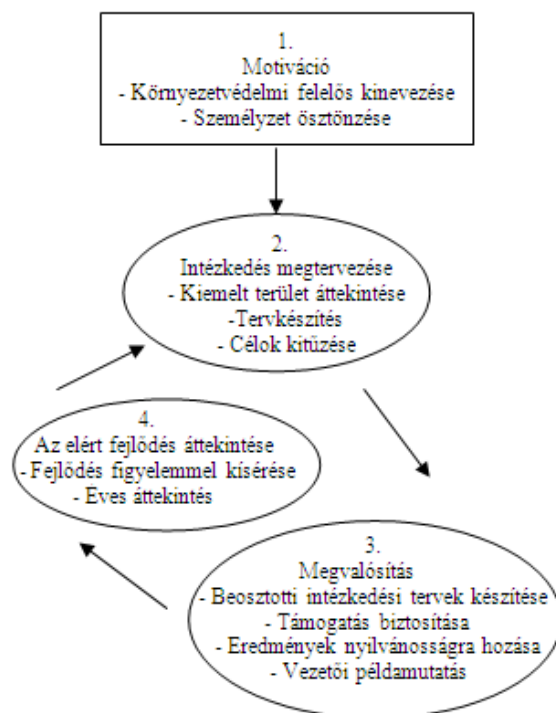 1.
Motiváció
- Környezetvédelmi felelős kinevezése
- Személyzet ösztönzése
2.
Intézkedés megtervezése
- Kiemelt terület áttekintése
-Tervkészítés
- Célok kitűzése
4.
Az elért fejlődés áttekintése
- Fejlődés figyelemmel kísérése
- Éves áttekintés
3.
Megvalósítás
- Beosztotti intézkedési tervek készítése
- Támogatás biztosítása
- Eredmények nyilvánosságra hozása
- Vezetői példamutatás